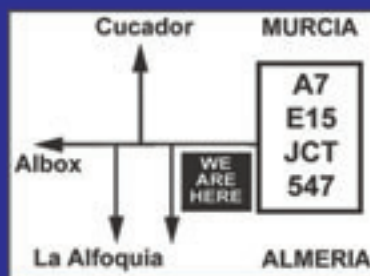 Cucador
MURCIA
A7
E15
JCT
547
Albox
WE
ARE
HERE
La Alfoquia
ALMERIA